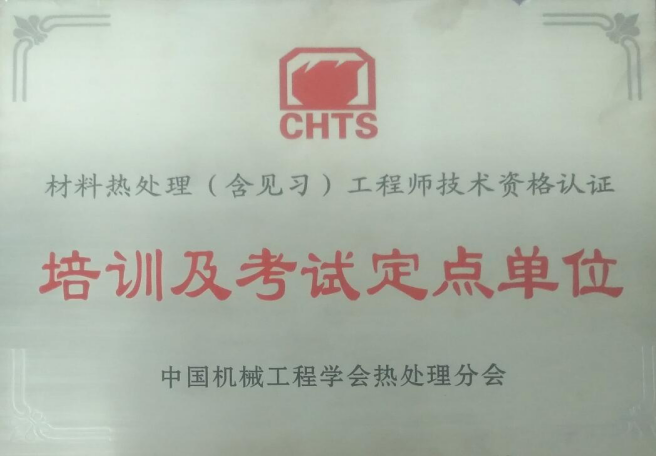 CHTS
材料热处理（含见习）工程师技术资格认证
培训及考试定点单位
中国机械工程学会热处理分会